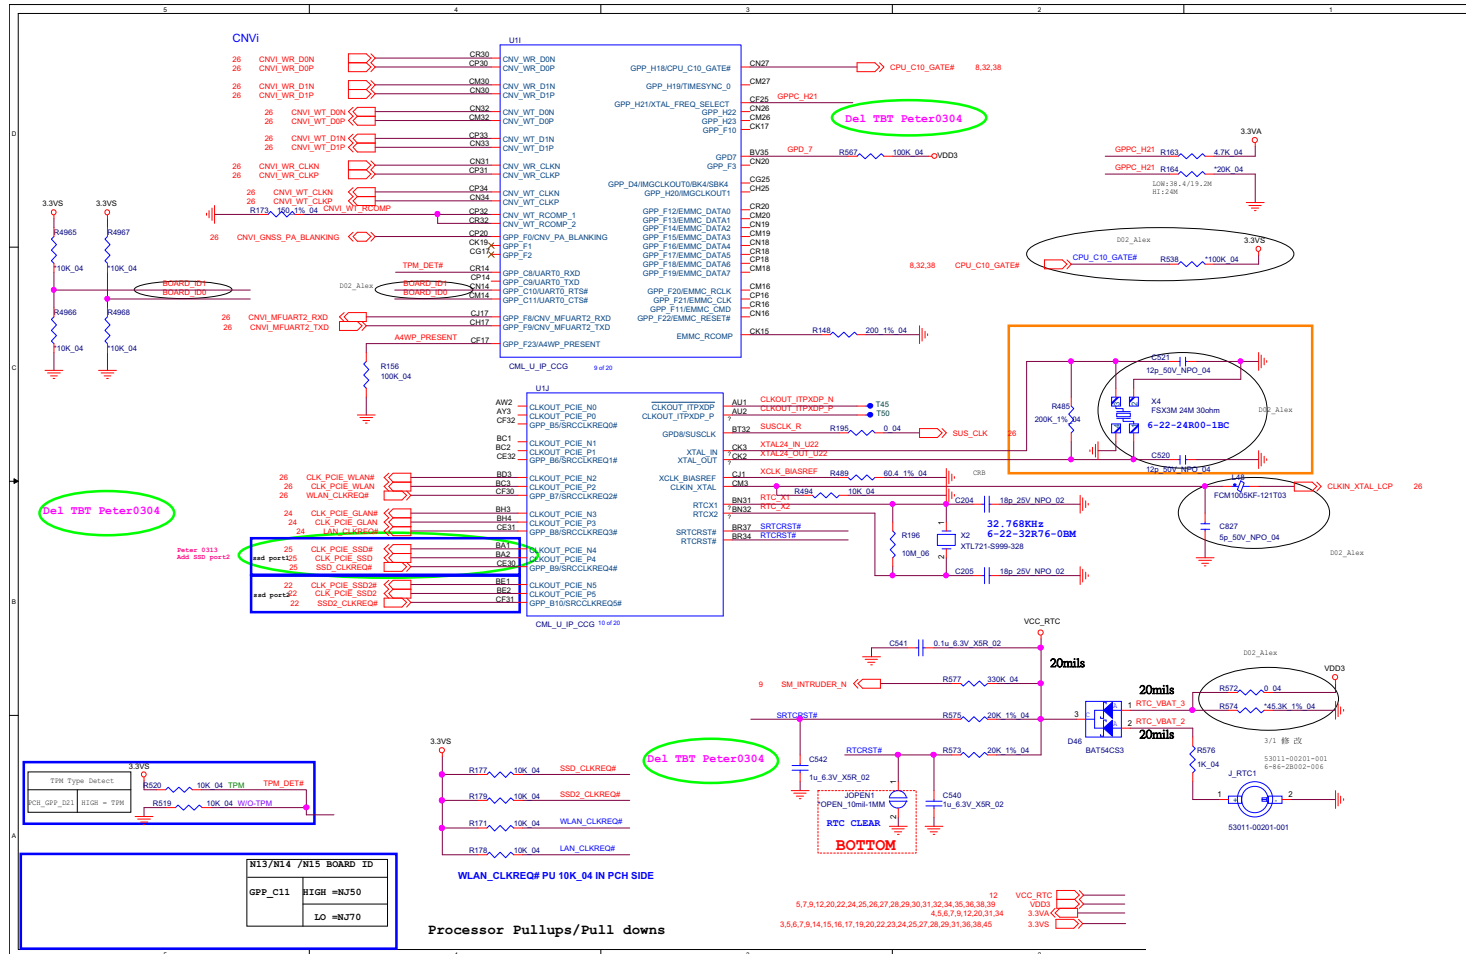 5 4 3 2 1
CNVi
U1I
26 CNVI_WR_D0N CR30 CNV_WR_D0N
26 CNVI_WR_D0P CP30 CNV_WR_D0P
26 CNVI_WR_D1N CM30 CNV_WR_D1N
26 CNVI_WR_D1P CN30 CNV_WR_D1P
26 CNVI_WT_D0N CN32 CNV_WT_D0N
26 CNVI_WT_D0P CM32 CNV_WT_D0P
26 CNVI_WT_D1N CP33 CNV_WT_D1N
26 CNVI_WT_D1P CN33 CNV_WT_D1P
26 CNVI_WR_CLKN CN31 CNV_WR_CLKN
26 CNVI_WR_CLKP CP31 CNV_WR_CLKP
26 CNVI_WT_CLKN CP34 CNV_WT_CLKN
26 CNVI_WT_CLKP CN34 CNV_WT_CLKP
R173 150_1%_04 CNVI_WT_RCOMP CP32 CNV_WT_RCOMP_1
CR32 CNV_WT_RCOMP_2
26 CNVI_GNSS_PA_BLANKING CP20 GPP_F0/CNV_PA_BLANKING
CK19 GPP_F1
CG17 GPP_F2
TPM_DET# CR14 GPP_C8/UART0_RXD
CP14 GPP_C9/UART0_TXD
D02_Alex BOARD_ID1 CN14 GPP_C10/UART0_RTS#
BOARD_ID0 CM14 GPP_C11/UART0_CTS#
26 CNVI_MFUART2_RXD CJ17 GPP_F8/CNV_MFUART2_RXD
26 CNVI_MFUART2_TXD CH17 GPP_F9/CNV_MFUART2_TXD
A4WP_PRESENT CF17 GPP_F23/A4WP_PRESENT
R156
100K_04
CML_U_IP_CCG 9 of 20
3.3VS 3.3VS
R4965 R4967
*10K_04 *10K_04
BOARD_ID1
BOARD_ID0
R4966 R4968
*10K_04 *10K_04
GPP_H18/CPU_C10_GATE# CN27 CPU_C10_GATE# 8,32,38
GPP_H19/TIMESYNC_0 CM27
GPP_H21/XTAL_FREQ_SELECT CF25 GPPC_H21
GPP_H22 CN26
GPP_H23 CM26
GPP_F10 CK17
Del TBT Peter0304
GPD7 BV35 GPD_7 R567 100K_04 VDD3
GPP_F3 CN20
GPP_D4/IMGCLKOUT0/BK4/SBK4 CG25
GPP_H20/IMGCLKOUT1 CH25
GPP_F12/EMMC_DATA0 CR20
GPP_F13/EMMC_DATA1 CM20
GPP_F14/EMMC_DATA2 CN19
GPP_F15/EMMC_DATA3 CM19
GPP_F16/EMMC_DATA4 CN18
GPP_F17/EMMC_DATA5 CR18
GPP_F18/EMMC_DATA6 CP18
GPP_F19/EMMC_DATA7 CM18
GPP_F20/EMMC_RCLK CM16
GPP_F21/EMMC_CLK CP16
GPP_F11/EMMC_CMD CR16
GPP_F22/EMMC_RESET# CN16
EMMC_RCOMP CK15 R148 200_1%_04
3.3VA
GPPC_H21 R163 4.7K_04
GPPC_H21 R164 *20K_04
LOW:38.4/19.2M
HI:24M
D02_Alex
3.3VS
8,32,38 CPU_C10_GATE# CPU_C10_GATE# R538 *100K_04
U1J
AW2 CLKOUT_PCIE_N0
AY3 CLKOUT_PCIE_P0
CF32 GPP_B5/SRCCLKREQ0#
BC1 CLKOUT_PCIE_N1
BC2 CLKOUT_PCIE_P1
CE32 GPP_B6/SRCCLKREQ1#
26 CLK_PCIE_WLAN# BD3 CLKOUT_PCIE_N2
26 CLK_PCIE_WLAN BC3 CLKOUT_PCIE_P2
26 WLAN_CLKREQ# CF30 GPP_B7/SRCCLKREQ2#
24 CLK_PCIE_GLAN# BH3 CLKOUT_PCIE_N3
24 CLK_PCIE_GLAN BH4 CLKOUT_PCIE_P3
24 LAN_CLKREQ# CE31 GPP_B8/SRCCLKREQ3#
Del TBT Peter0304
Peter 0313
Add SSD port2
ssd port1
25 CLK_PCIE_SSD# BA1 CLKOUT_PCIE_N4
25 CLK_PCIE_SSD BA2 CLKOUT_PCIE_P4
25 SSD_CLKREQ# CE30 GPP_B9/SRCCLKREQ4#
ssd port2
22 CLK_PCIE_SSD2# BE1 CLKOUT_PCIE_N5
22 CLK_PCIE_SSD2 BE2 CLKOUT_PCIE_P5
22 SSD2_CLKREQ# CF31 GPP_B10/SRCCLKREQ5#
CML_U_IP_CCG 10 of 20
CLKOUT_ITPXDP AU1 CLKOUT_ITPXDP_N T45
CLKOUT_ITPXDP_P AU2 CLKOUT_ITPXDP_P T50
GPD8/SUSCLK BT32 SUSCLK_R R195 0_04 SUS_CLK 26
XTAL_IN CK3 XTAL24_IN_U22
XTAL_OUT CK2 XTAL24_OUT_U22
XCLK_BIASREF CJ1 XCLK_BIASREF R489 60.4_1%_04 CRB
CLKIN_XTAL CM3 R494 10K_04
RTCX1 BN31 RTC_X1 C204 18p_25V_NPO_02
RTCX2 BN32 RTC_X2
SRTCRST# BR37 SRTCRST#
RTCRST# BR34 RTCRST#
R196
10M_06
32.768KHz
6-22-32R76-0BM
X2
XTL721-S999-328
C205 18p_25V_NPO_02
C521
12p_50V_NPO_04
R485
200K_1%_04
X4
FSX3M 24M 30ohm
6-22-24R00-1BC
D02_Alex
C520
12p_50V_NPO_04
L48
FCM1005KF-121T03
CLKIN_XTAL_LCP 26
C827
5p_50V_NPO_04
D02_Alex
VCC_RTC
C541 0.1u_6.3V_X5R_02
20mils
9 SM_INTRUDER_N R577 330K_04
SRTCRST# R575 20K_1%_04
RTCRST# R573 20K_1%_04
C542
1u_6.3V_X5R_02
JOPEN1
*OPEN_10mil-1MM
C540
1u_6.3V_X5R_02
RTC CLEAR
BOTTOM
D46
BAT54CS3
20mils
RTC_VBAT_3
RTC_VBAT_2
20mils
D02_Alex
VDD3
R572 0_04
R574 *45.3K_1%_04
3/1 修改
53011-00201-001
6-86-2B002-006
R576
1K_04
J_RTC1
53011-00201-001
3.3VS
R177 10K_04 SSD_CLKREQ#
R179 10K_04 SSD2_CLKREQ#
R171 10K_04 WLAN_CLKREQ#
R178 10K_04 LAN_CLKREQ#
Del TBT Peter0304
WLAN_CLKREQ# PU 10K_04 IN PCH SIDE
TPM Type Detect
PCH_GPP_D21 HIGH = TPM
3.3VS
R520 10K_04 TPM TPM_DET#
R519 10K_04 W/O-TPM
N13/N14 /N15 BOARD ID
GPP_C11 HIGH =NJ50
LO =NJ70
Processor Pullups/Pull downs
12 VCC_RTC
5,7,9,12,20,22,24,25,26,27,28,29,30,31,32,34,35,36,38,39 VDD3
4,5,6,7,9,12,20,31,34 3.3VA
3,5,6,7,9,14,15,16,17,19,20,22,23,24,25,27,28,29,31,36,38,45 3.3VS